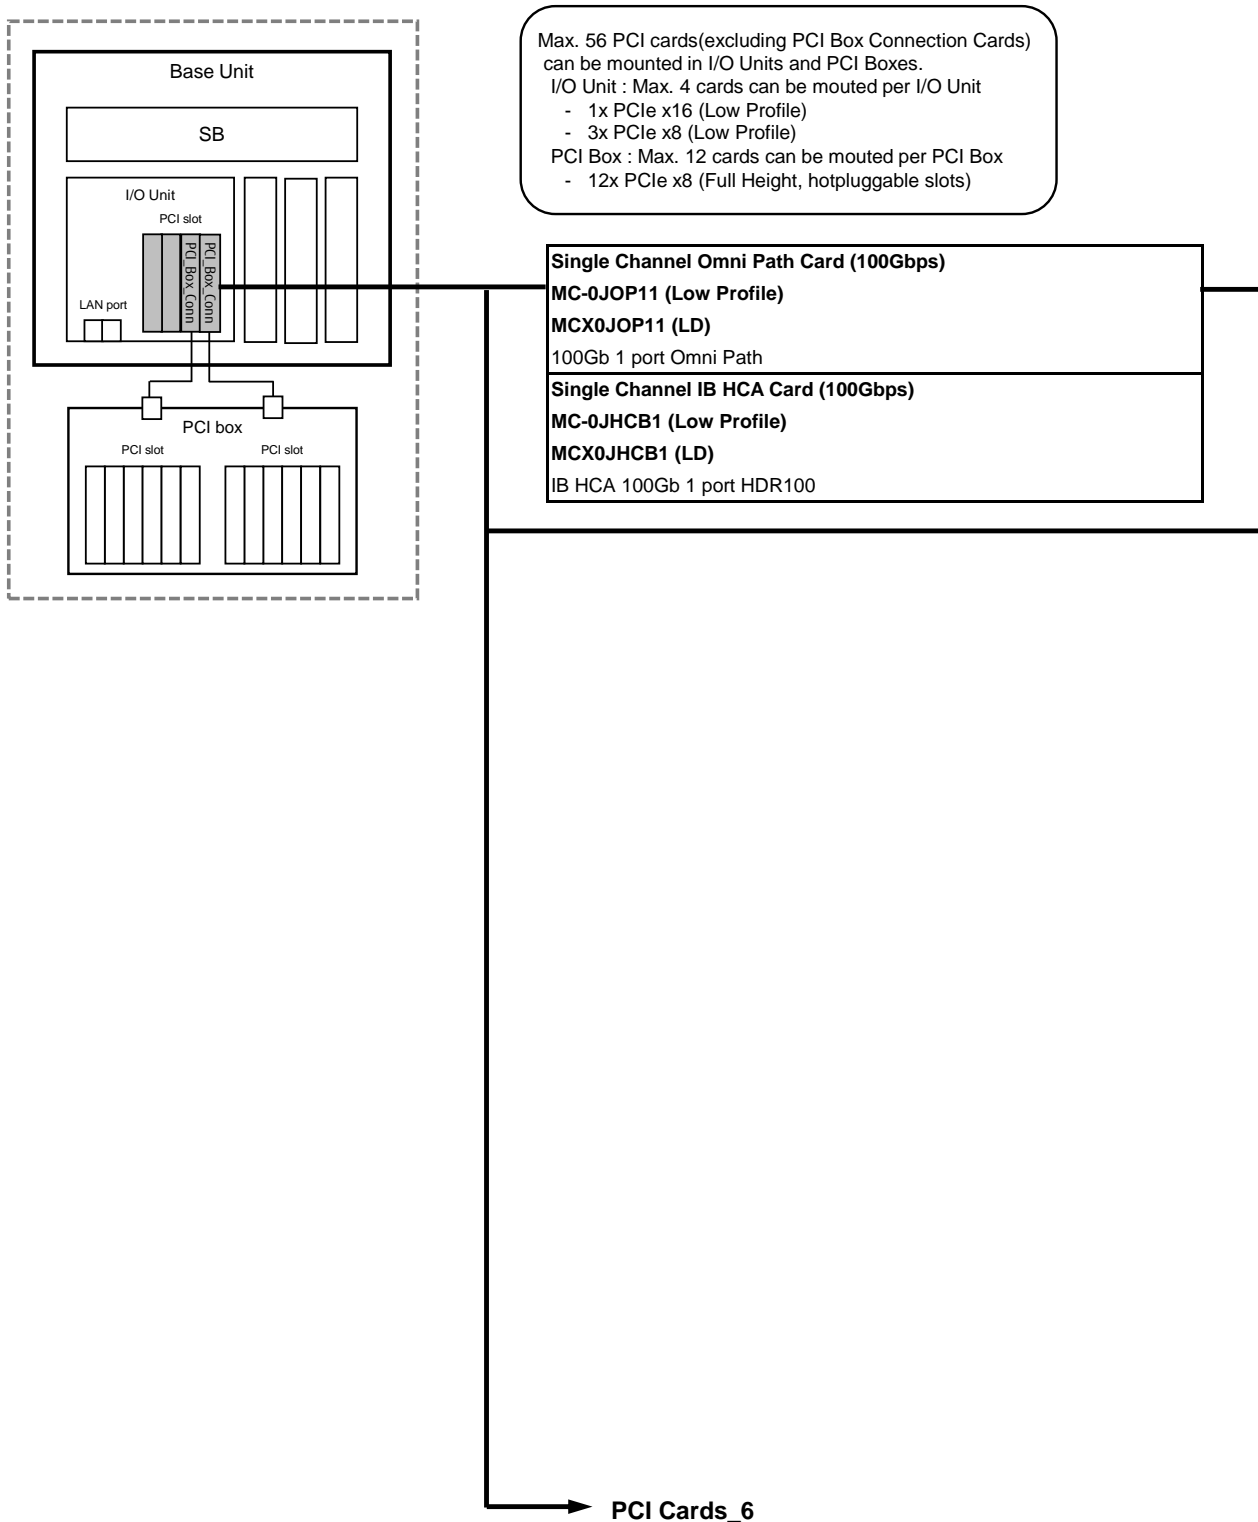 Max. 56 PCI cards(excluding PCI Box Connection Cards)
can be mounted in I/O Units and PCI Boxes.
I/O Unit : Max. 4 cards can be mouted per I/O Unit
- 1x PCIe x16 (Low Profile)
- 3x PCIe x8 (Low Profile)
PCI Box : Max. 12 cards can be mouted per PCI Box
- 12x PCIe x8 (Full Height, hotpluggable slots)
Base Unit
SB
I/O Unit
PCI slot
PCI_Box_Conn
PCI_Box_Conn
LAN port
PCI box
PCI slot
PCI slot
Single Channel Omni Path Card (100Gbps)
MC-0JOP11 (Low Profile)
MCX0JOP11 (LD)
100Gb 1 port Omni Path
Single Channel IB HCA Card (100Gbps)
MC-0JHCB1 (Low Profile)
MCX0JHCB1 (LD)
IB HCA 100Gb 1 port HDR100
PCI Cards_6